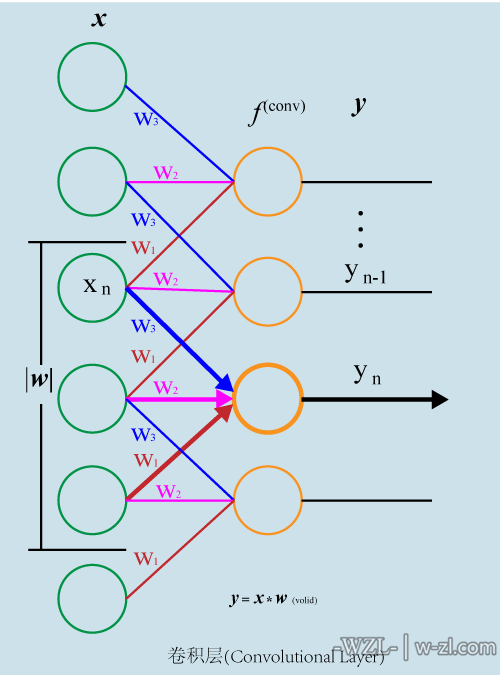 x
f(conv)
y
w3
w2
w3
w1
xn
w2
yn-1
w3
w1
|w|
w2
yn
w3
w1
w2
w1
y = x * w (volid)
卷积层(Convolutional Layer)
-WZL- | w-zl.com